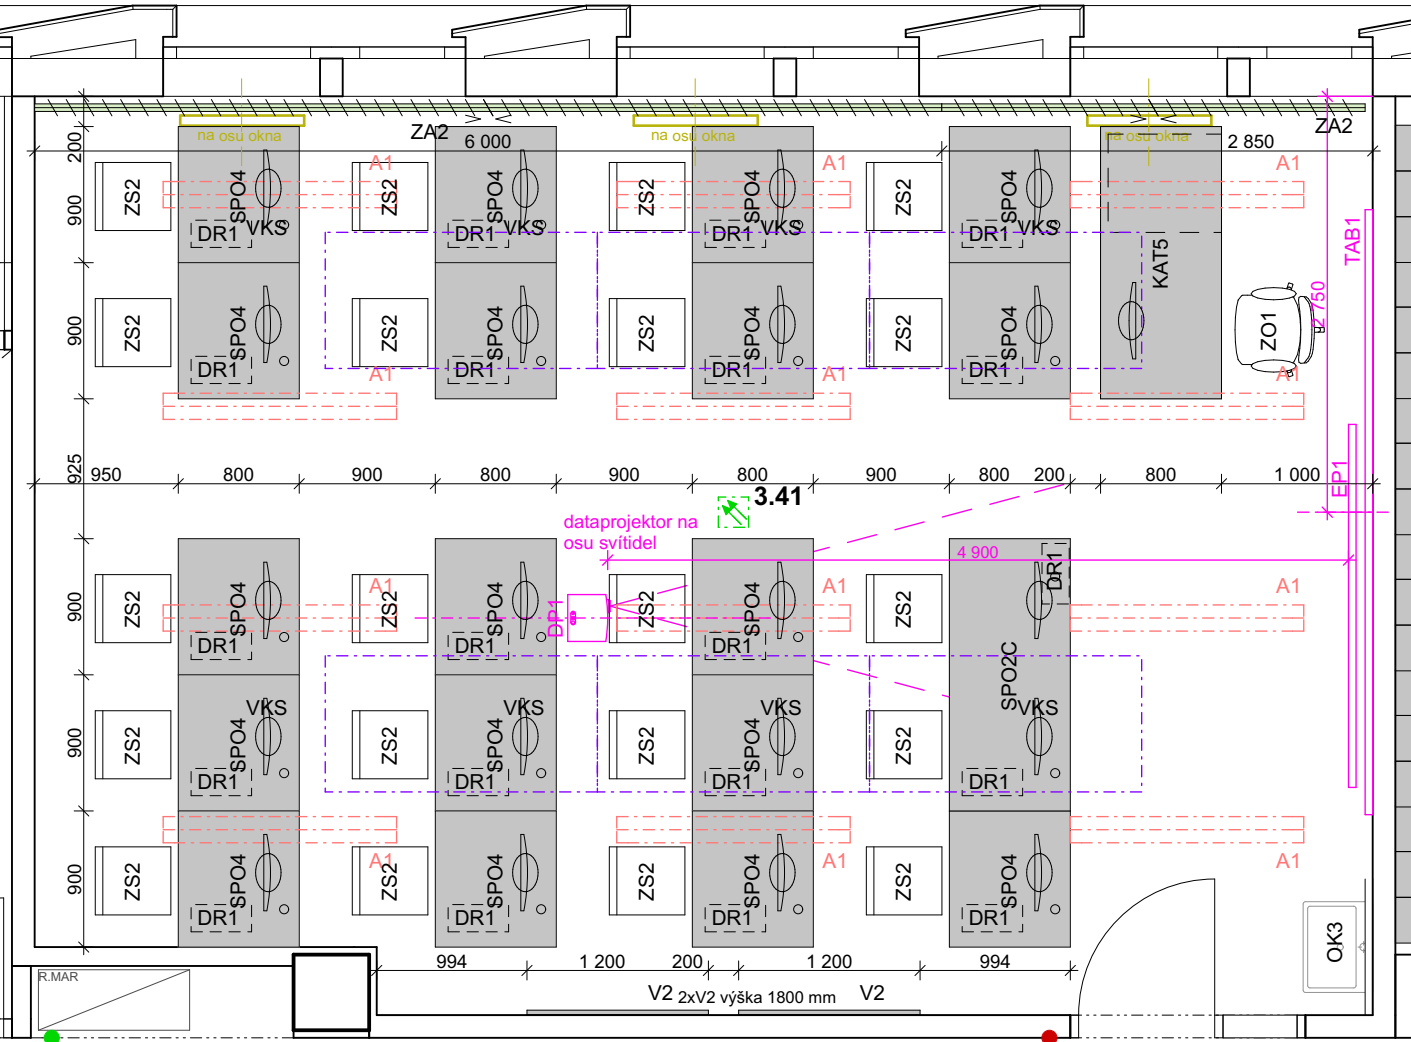 na osu okna
na osu okna
na osu okna
ZA2
ZA2
6 000
2 850
200
A1
A1
A1
ZS2
SPO4
ZS2
SPO4
ZS2
SPO4
ZS2
SPO4
900
DR1
VKS
DR1
VKS
DR1
VKS
DR1
VKS
KAT5
TAB1
2 750
ZO1
900
ZS2
SPO4
ZS2
SPO4
ZS2
SPO4
ZS2
SPO4
DR1
DR1
DR1
DR1
A1
A1
A1
925
950
800
900
800
900
800
900
800
200
800
1 000
EP1
3.41
dataprojektor na
osu svítidel
4 900
DR1
A1
A1
A1
900
ZS2
SPO4
ZS2
SPO4
DP1
ZS2
SPO4
ZS2
DR1
DR1
DR1
SPO2C
VKS
VKS
VKS
900
ZS2
SPO4
ZS2
SPO4
ZS2
SPO4
ZS2
DR1
DR1
DR1
DR1
A1
A1
A1
900
ZS2
SPO4
ZS2
SPO4
ZS2
SPO4
ZS2
SPO4
DR1
DR1
DR1
DR1
OK3
994
1 200
200
1 200
994
R.MAR
V2
2xV2 výška 1800 mm
V2